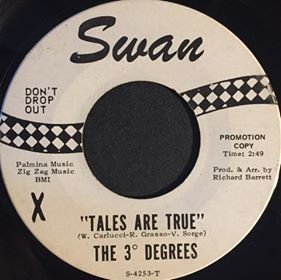 Swan
DON'T
DROP
OUT
PROMOTION
COPY
Time: 2:49
Palmina Music
Zig Zag Music
BMI
Prod. & Arr. by
Richard Barrett
X
"TALES ARE TRUE"
(W. Carlucci-R. Grasso-V. Sorge)
THE 3° DEGREES
S-4253-T